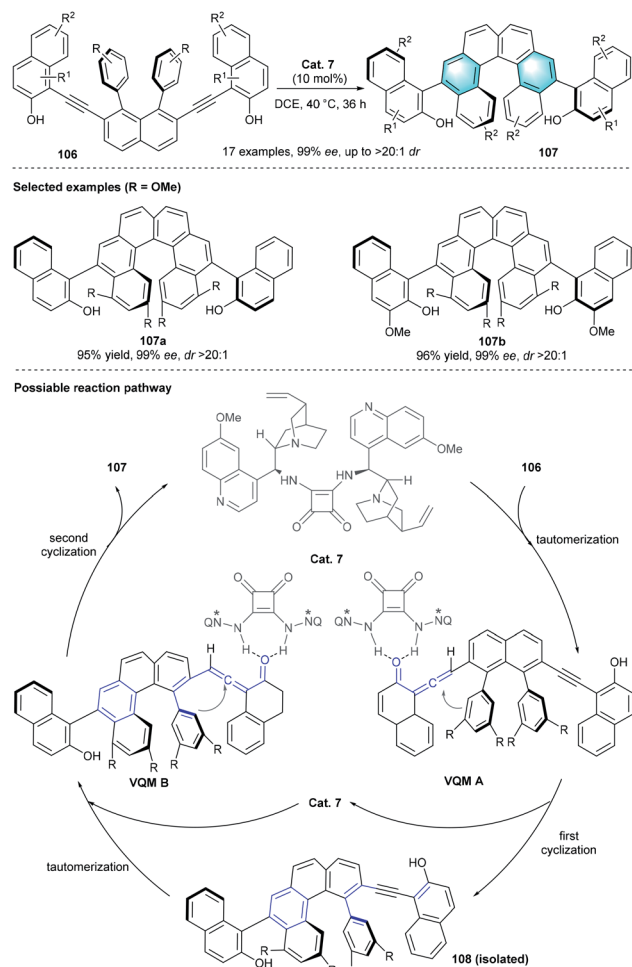 R²
R²
R
R
R¹
R¹
OH
OH
106
Cat. 7
(10 mol%)
DCE, 40 °C, 36 h
R²
R²
R¹
OH
R²
R²
HO
R¹
107
17 examples, 99% ee, up to >20:1 dr
Selected examples (R = OMe)
R
OH
R
R
R
HO
107a
95% yield, 99% ee, dr >20:1
R
OH
OMe
R
R
R
HO
OMe
107b
96% yield, 99% ee, dr >20:1
Possiable reaction pathway
OMe
H
N
N
HN
HN
O
O
N
OMe
H
N
Cat. 7
107
106
second
cyclization
tautomerization
O
O
*
QN
N
H
N
H
*
NQ
O
O
*
QN
N
H
N
H
*
NQ
H
C
O
OH
R
R
R
R
VQM B
O
C
H
HO
R
R
R
R
VQM A
Cat. 7
tautomerization
first
cyclization
HO
R
OH
R
R
108 (isolated)